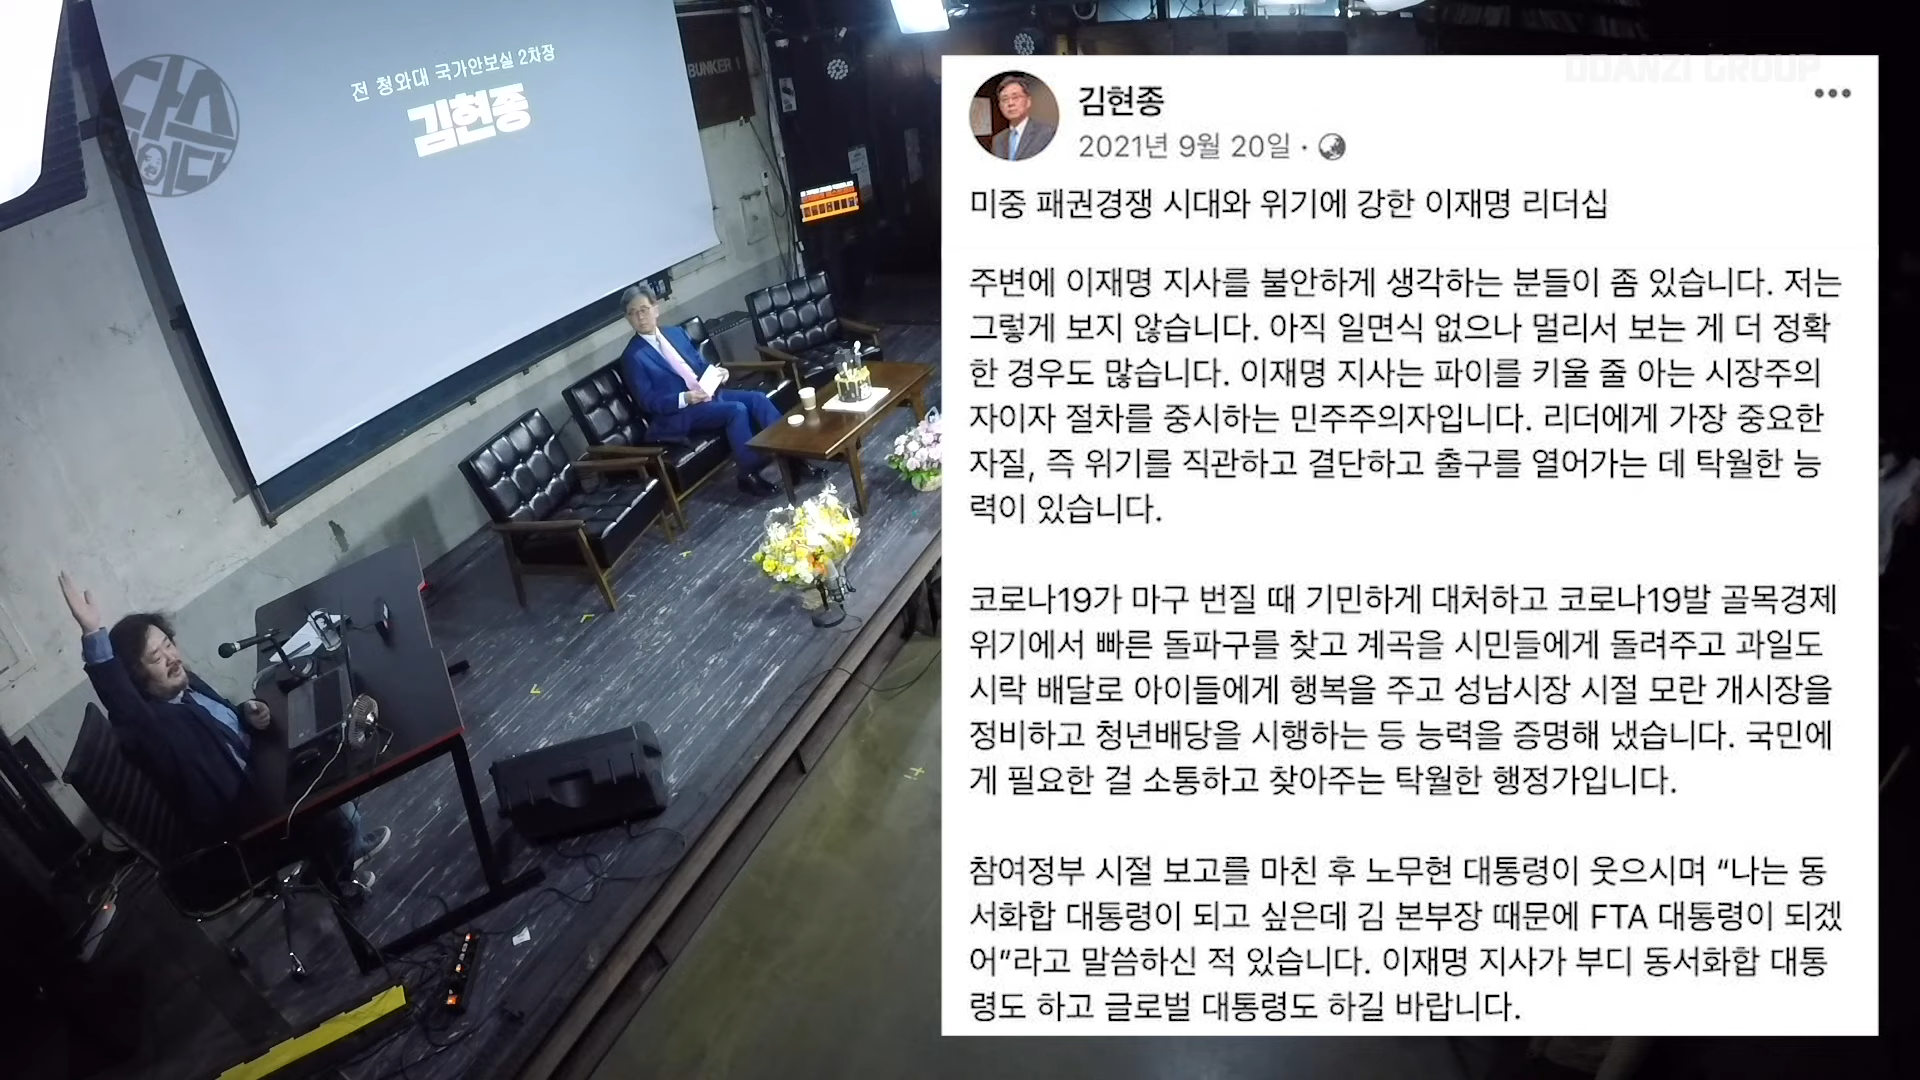 다스
이다
전 청와대 국가안보실 2차장
김현종
BUNKER 1
DDANZI GROUP
김현종
2021년 9월 20일 ·
미중 패권경쟁 시대와 위기에 강한 이재명 리더십
주변에 이재명 지사를 불안하게 생각하는 분들이 좀 있습니다. 저는
그렇게 보지 않습니다. 아직 일면식 없으나 멀리서 보는 게 더 정확
한 경우도 많습니다. 이재명 지사는 파이를 키울 줄 아는 시장주의
자이자 절차를 중시하는 민주주의자입니다. 리더에게 가장 중요한
자질, 즉 위기를 직관하고 결단하고 출구를 열어가는 데 탁월한 능
력이 있습니다.
코로나19가 마구 번질 때 기민하게 대처하고 코로나19발 골목경제
위기에서 빠른 돌파구를 찾고 계곡을 시민들에게 돌려주고 과일도
시락 배달로 아이들에게 행복을 주고 성남시장 시절 모란 개시장을
정비하고 청년배당을 시행하는 등 능력을 증명해 냈습니다. 국민에
게 필요한 걸 소통하고 찾아주는 탁월한 행정가입니다.
참여정부 시절 보고를 마친 후 노무현 대통령이 웃으시며 “나는 동
서화합 대통령이 되고 싶은데 김 본부장 때문에 FTA 대통령이 되겠
어”라고 말씀하신 적 있습니다. 이재명 지사가 부디 동서화합 대통
령도 하고 글로벌 대통령도 하길 바랍니다.